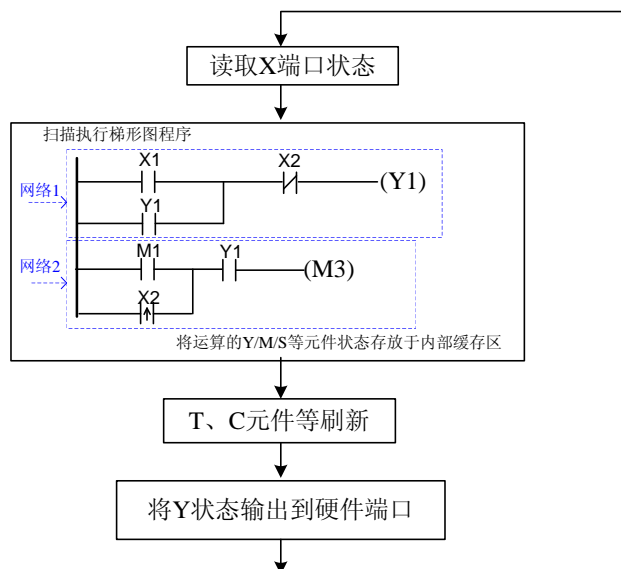 读取X端口状态
扫描执行梯形图程序
X1 X2
网络1 (Y1)
Y1
网络2 M1 Y1
(M3)
X2
将运算的Y/M/S等元件状态存放于内部缓存区
T、C元件等刷新
将Y状态输出到硬件端口